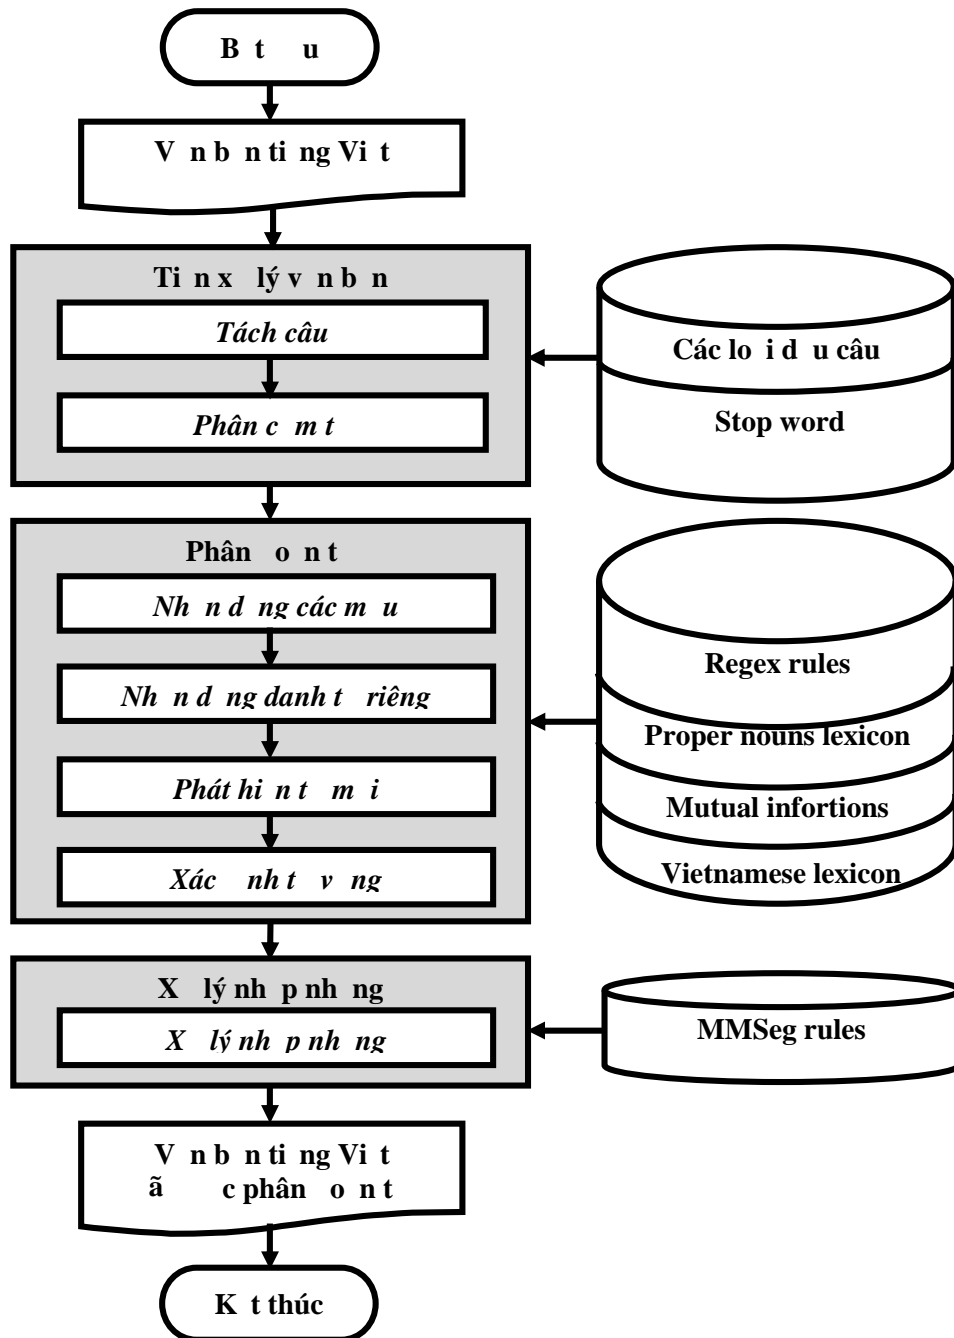 B t u
V n b n ti ng Vi t
Ti n x lý v n b n
Tách câu
Phân c m t
Các lo i d u câu
Stop word
Phân o n t
Nh n d ng các m u
Nh n d ng danh t riêng
Phát hi n t m i
Xác nh t v ng
Regex rules
Proper nouns lexicon
Mutual infortions
Vietnamese lexicon
X lý nh p nh ng
X lý nh p nh ng
MMSeg rules
V n b n ti ng Vi t
ã c phân o n t
K t thúc